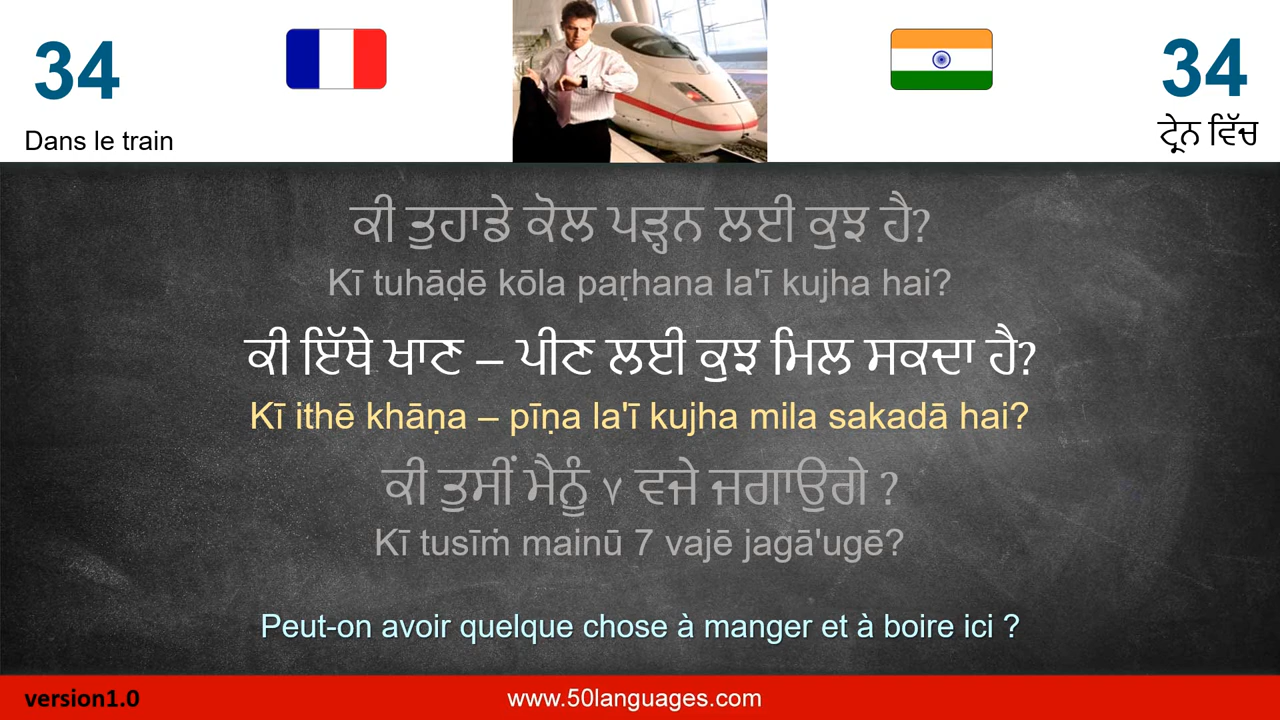 34
34
Dans le train
ਟ੍ਰੇਨ ਵਿੱਚ
ਕੀ ਤੁਹਾਡੇ ਕੋਲ ਪੜ੍ਹਨ ਲਈ ਕੁਝ ਹੈ?
Kī tuhāḍē kōla paṛhana la'ī kujha hai?
ਕੀ ਇੱਥੇ ਖਾਣ – ਪੀਣ ਲਈ ਕੁਝ ਮਿਲ ਸਕਦਾ ਹੈ?
Kī ithē khāṇa – pīṇa la'ī kujha mila sakadā hai?
ਕੀ ਤੁਸੀਂ ਮੈਨੂੰ ੪ ਵਜੇ ਜਗਾਉਗੇ ?
Kī tusīṁ mainū 7 vajē jagā'ugē?
Peut-on avoir quelque chose à manger et à boire ici ?
version1.0
www.50languages.com